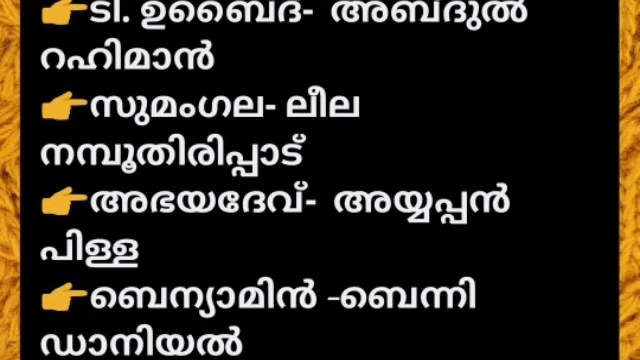 👉ടി. ഉബൈദ്- അബ്ദുൽ
റഹിമാൻ
👉സുമംഗല- ലീല
നമ്പൂതിരിപ്പാട്
👉അഭയദേവ്- അയ്യപ്പൻ
പിള്ള
👉ബെന്യാമിൻ -ബെന്നി
ഡാനിയൽ